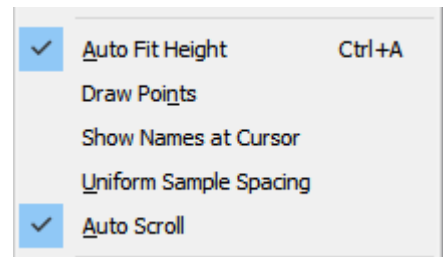 Auto Fit Height Ctrl+A
Draw Points
Show Names at Cursor
Uniform Sample Spacing
Auto Scroll